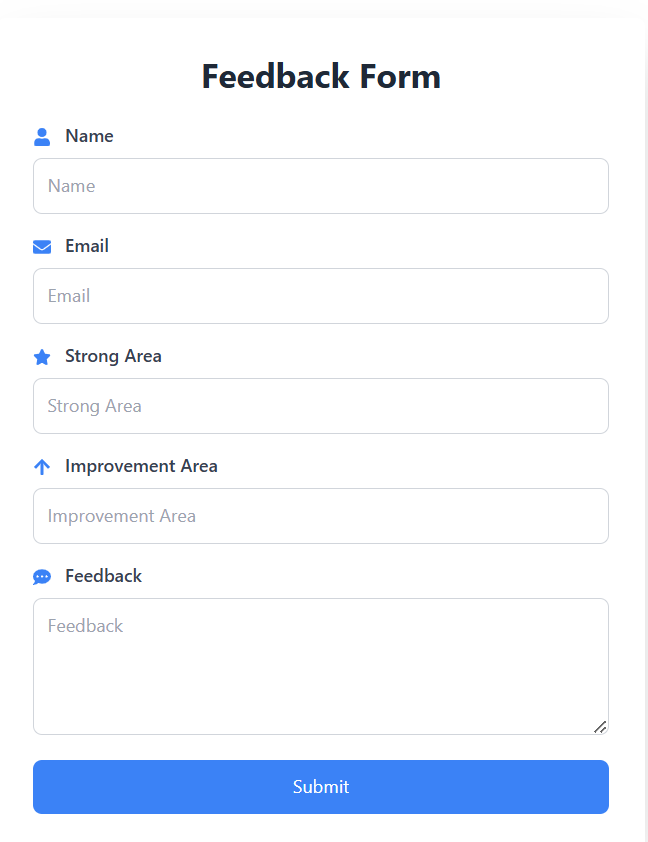 Feedback Form
Name
Name
Email
Email
Strong Area
Strong Area
Improvement Area
Improvement Area
Feedback
Feedback
Submit